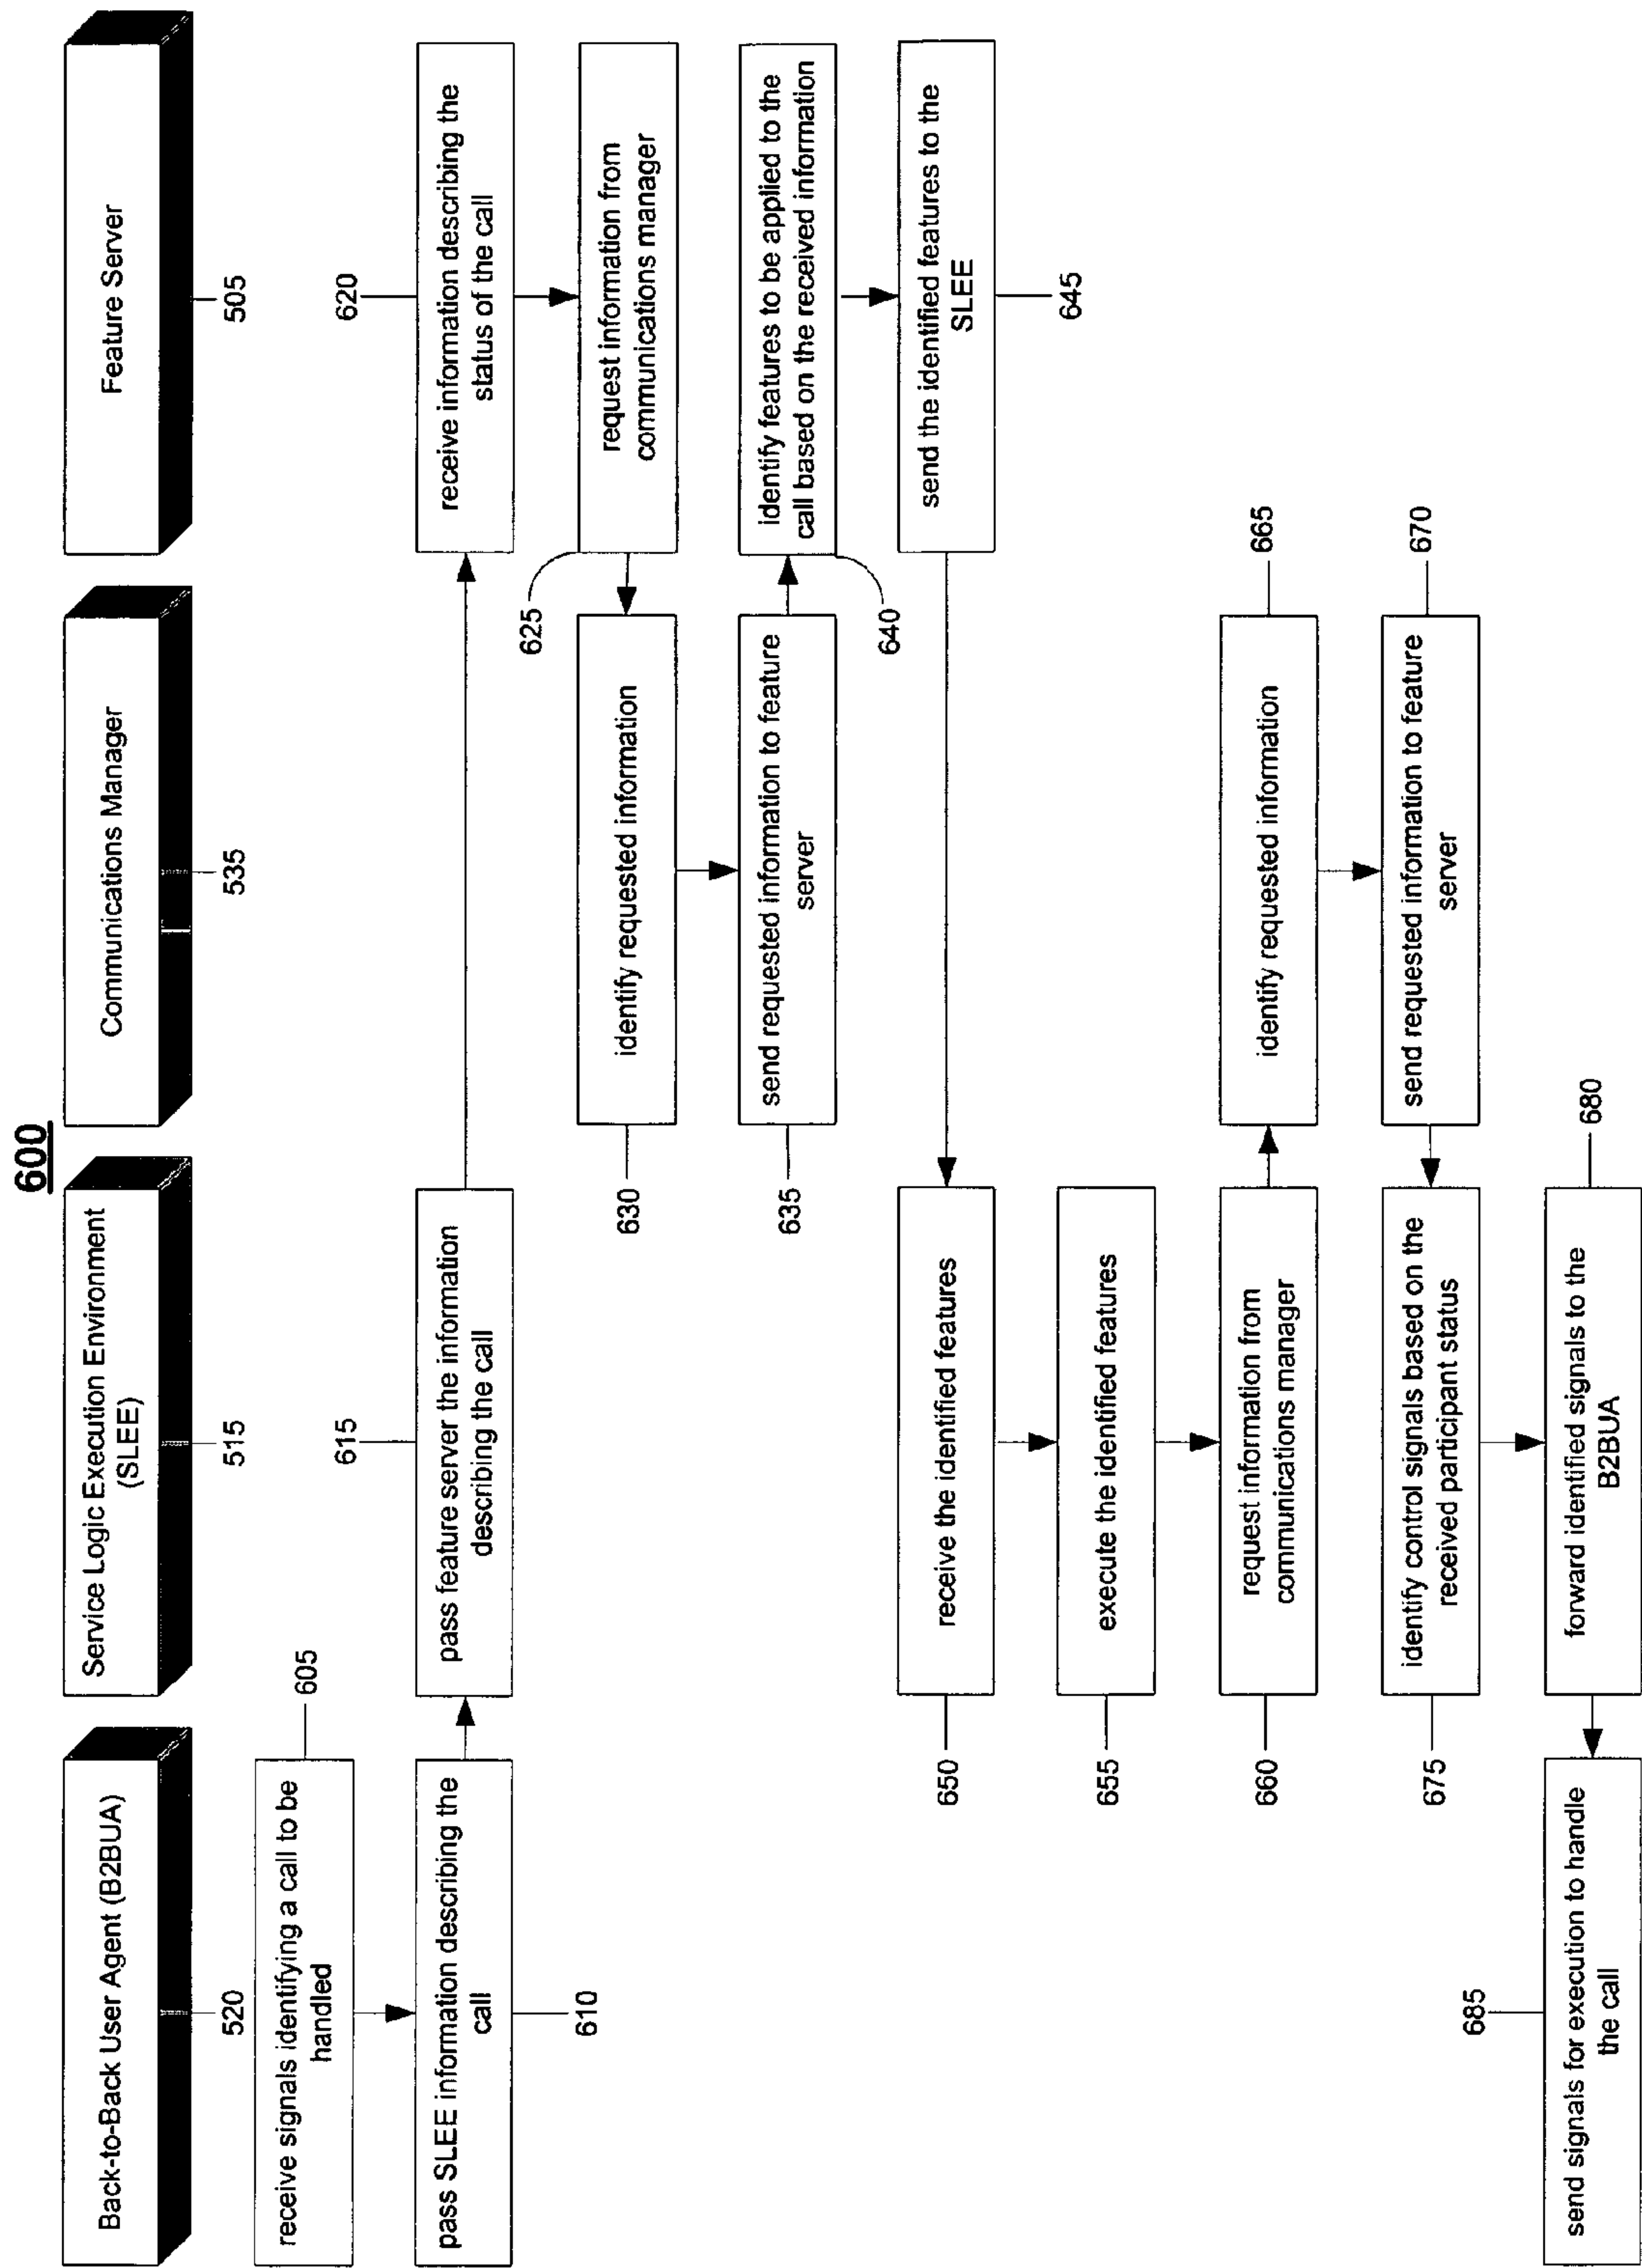 600
Back-to-Back User Agent (B2BUA)
520
Service Logic Execution Environment
(SLEE)
515
Communications Manager
535
Feature Server
505
receive signals identifying a call to be
handled
605
pass SLEE information describing the
call
610
pass feature server the information
describing the call
615
receive information describing the
status of the call
620
request information from
communications manager
625
identify requested information
630
send requested information to feature
server
635
identify features to be applied to the
call based on the received information
640
send the identified features to the
SLEE
645
receive the identified features
650
execute the identified features
655
request information from
communications manager
660
identify requested information
665
send requested information to feature
server
670
identify control signals based on the
received participant status
675
forward identified signals to the
B2BUA
680
send signals for execution to handle
the call
685